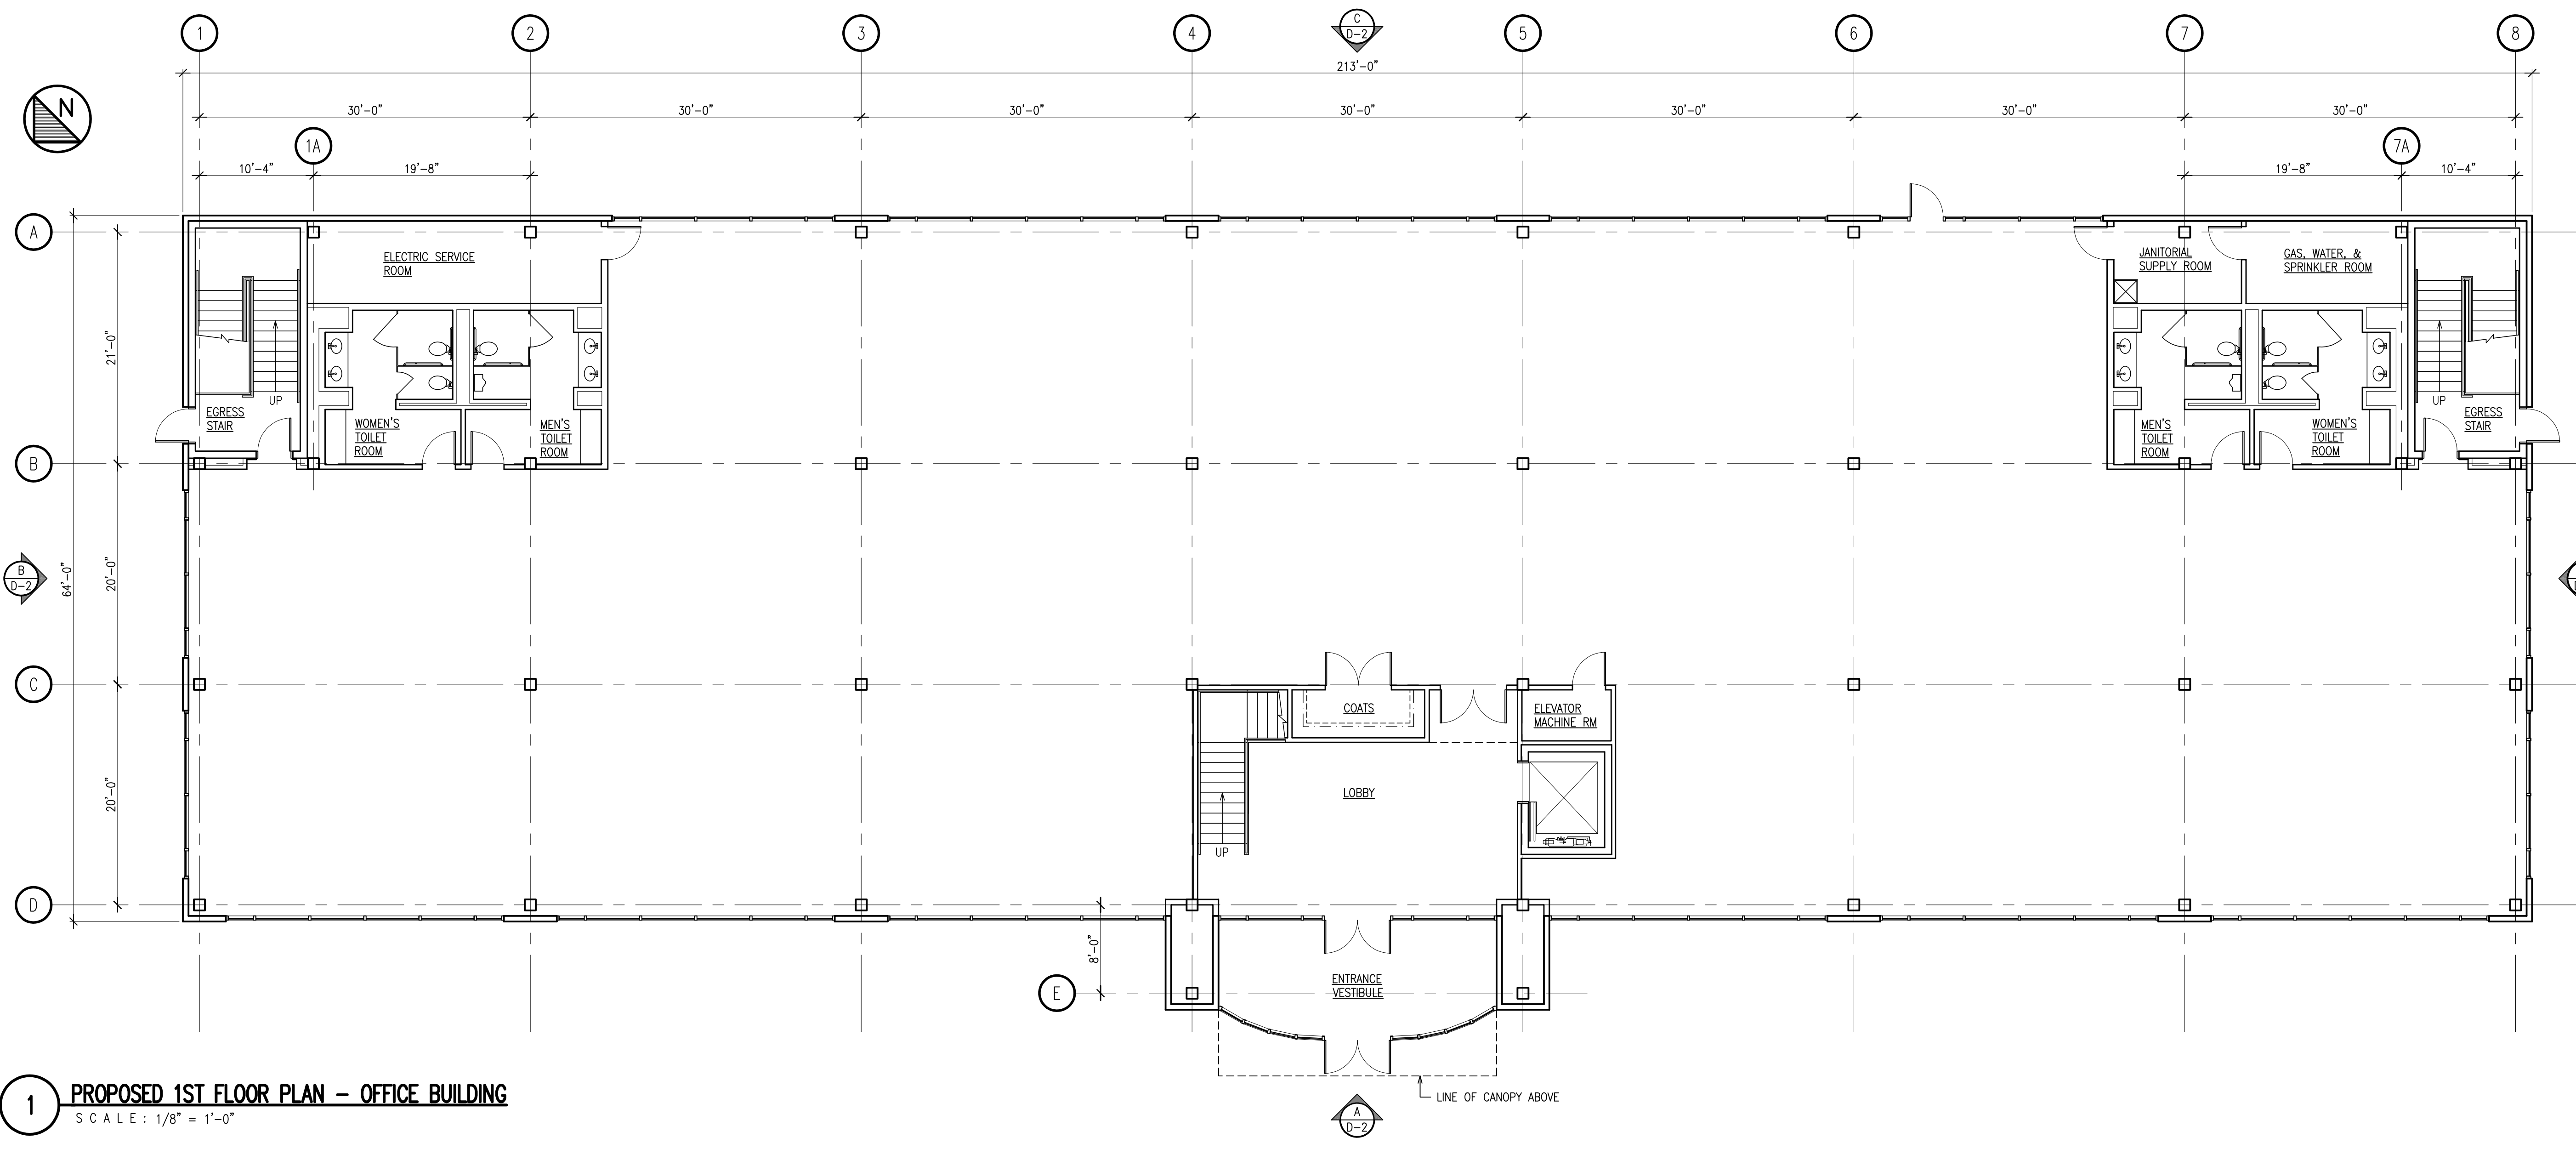 1
2
3
4
C
D-2
5
6
7
8
213'-0"
N
30'-0"
30'-0"
30'-0"
30'-0"
30'-0"
30'-0"
30'-0"
1A
7A
10'-4"
19'-8"
19'-8"
10'-4"
A
ELECTRIC SERVICE
ROOM
JANITORIAL
SUPPLY ROOM
GAS, WATER, &
SPRINKLER ROOM
21'-0"
UP
UP
EGRESS
STAIR
WOMEN'S
TOILET
ROOM
MEN'S
TOILET
ROOM
MEN'S
TOILET
ROOM
WOMEN'S
TOILET
ROOM
EGRESS
STAIR
B
B
D-2
64'-0"
20'-0"
C
COATS
ELEVATOR
MACHINE RM
20'-0"
LOBBY
UP
D
8'-0"
E
ENTRANCE
VESTIBULE
LINE OF CANOPY ABOVE
A
D-2
1
PROPOSED 1ST FLOOR PLAN - OFFICE BUILDING
SCALE: 1/8" = 1'-0"